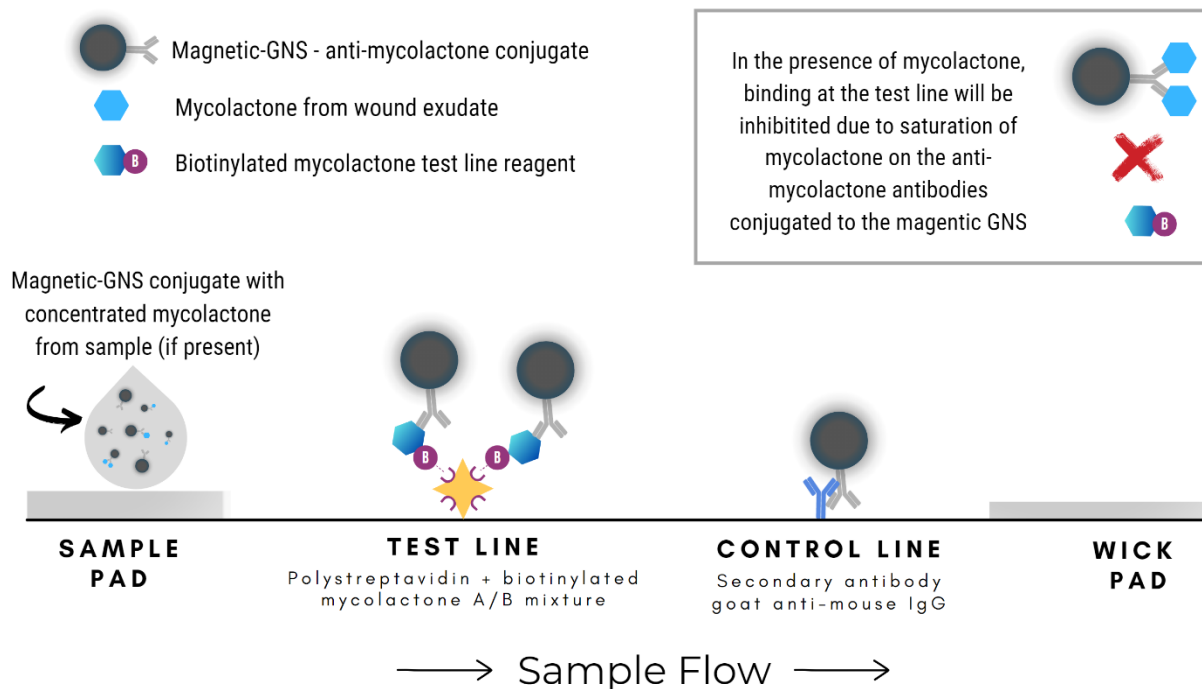 Magnetic-GNS - anti-mycolactone conjugate
Mycolactone from wound exudate
B
Biotinylated mycolactone test line reagent
In the presence of mycolactone,
binding at the test line will be
inhibitited due to saturation of
mycolactone on the anti-
mycolactone antibodies
conjugated to the magentic GNS
B
Magnetic-GNS conjugate with
concentrated mycolactone
from sample (if present)
B
B
SAMPLE
PAD
TEST LINE
Polystreptavidin + biotinylated
mycolactone A/B mixture
CONTROL LINE
Secondary antibody
goat anti-mouse IgG
WICK
PAD
Sample Flow